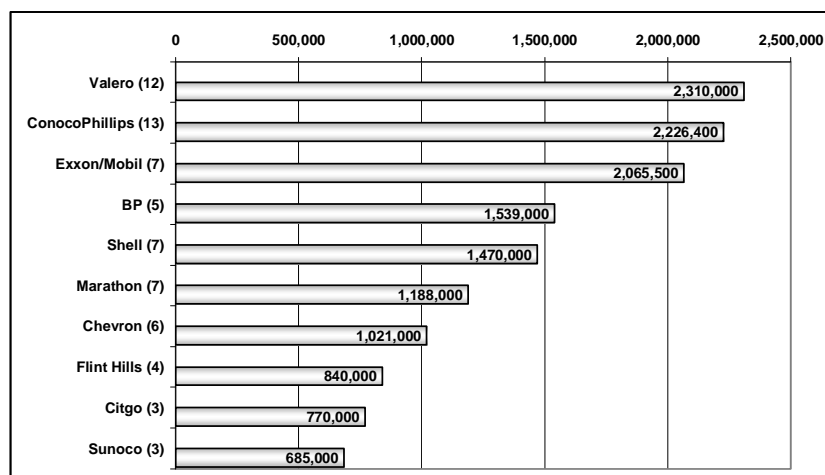 0 500,000 1,000,000 1,500,000 2,000,000 2,500,000
Valero (12) 2,310,000
ConocoPhillips (13) 2,226,400
Exxon/Mobil (7) 2,065,500
BP (5) 1,539,000
Shell (7) 1,470,000
Marathon (7) 1,188,000
Chevron (6) 1,021,000
Flint Hills (4) 840,000
Citgo (3) 770,000
Sunoco (3) 685,000